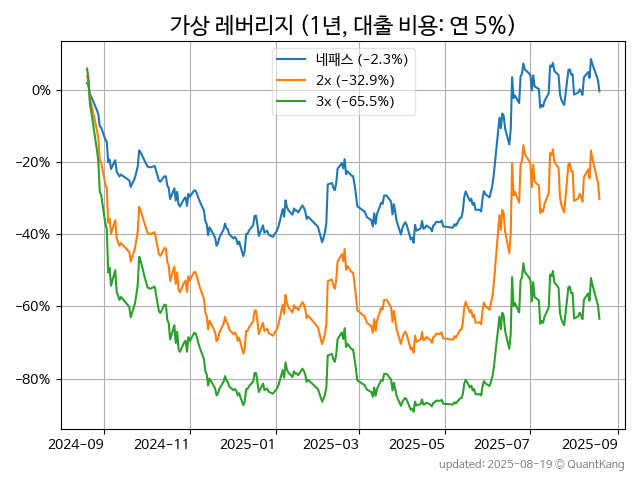 가상 레버리지 (1년, 대출 비용: 연 5%)
네패스 (−2.3%)
2x (−32.9%)
3x (−65.5%)
0%
−20%
−40%
−60%
−80%
2024-09 2024-11 2025-01 2025-03 2025-05 2025-07 2025-09
updated: 2025-08-19 © QuantKang